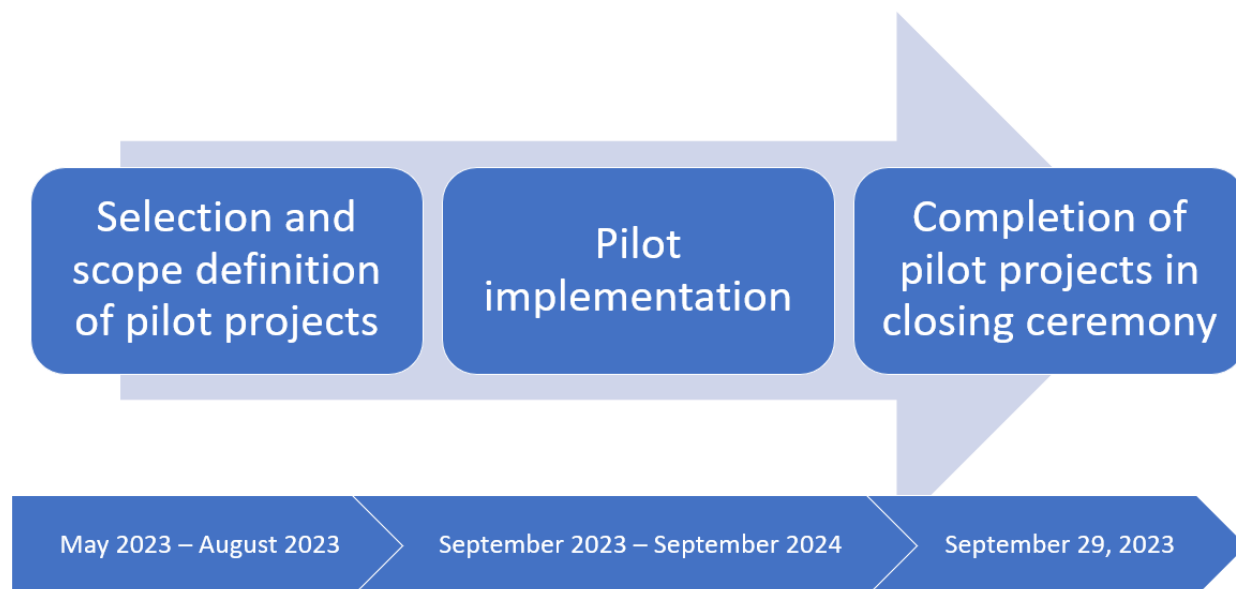 Selection and
scope definition
of pilot projects
Pilot
implementation
Completion of
pilot projects in
closing ceremony
May 2023 – August 2023
September 2023 – September 2024
September 29, 2023